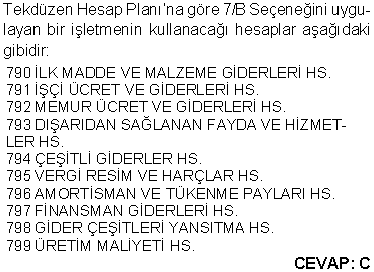 Tekdüzen Hesap Planı'na göre 7/B Seçeneğini uygu-
layan bir işletmenin kullanacağı hesaplar aşağıdaki
gibidir:
790 İLK MADDE VE MALZEME GİDERLERİ HS.
791 İŞÇİ ÜCRET VE GİDERLERİ HS.
792 MEMUR ÜCRET VE GİDERLERİ HS.
793 DIŞARIDAN SAĞLANAN FAYDA VE HİZMET-
LER HS.
794 ÇEŞİTLİ GİDERLER HS.
795 VERGİ RESİM VE HARÇLAR HS.
796 AMORTİSMAN VE TÜKENME PAYLARI HS.
797 FİNANSMAN GİDERLERİ HS.
798 GİDER ÇEŞİTLERİ YANSITMA HS.
799 ÜRETİM MALİYETİ HS.
CEVAP: C